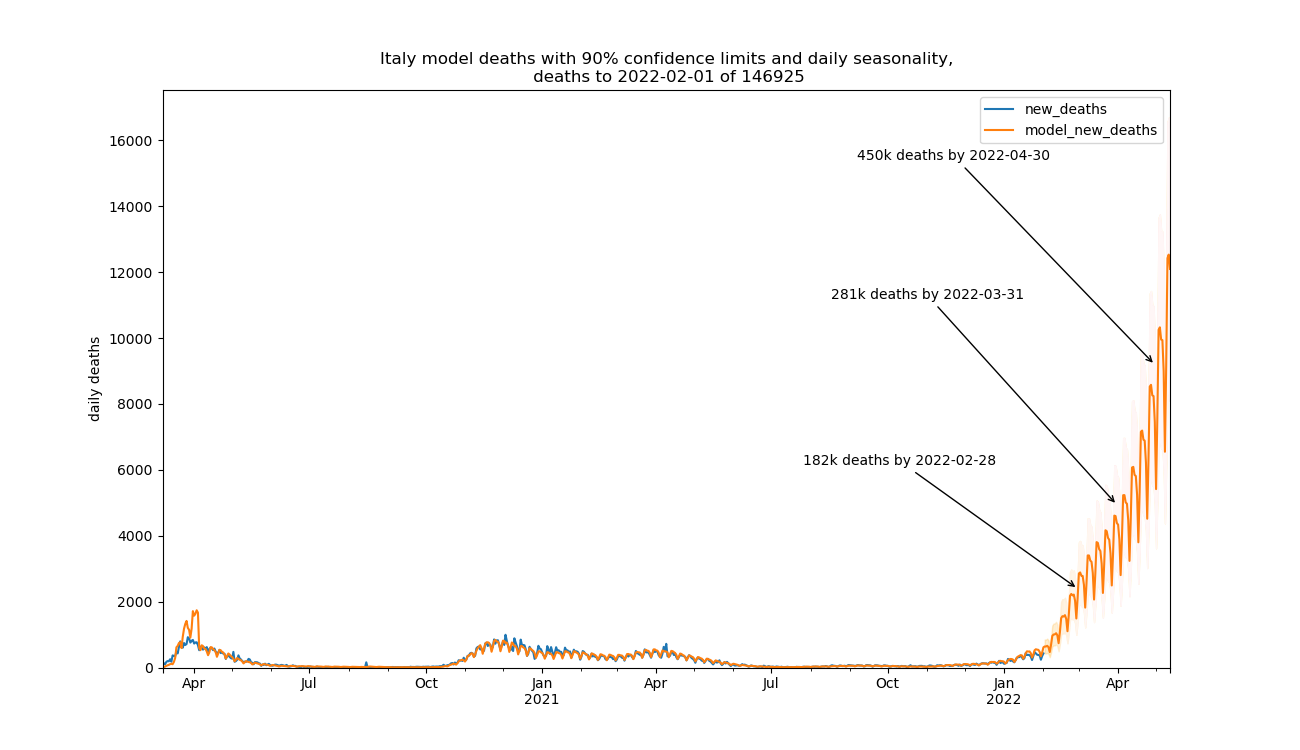 Italy model deaths with 90% confidence limits and daily seasonality,
deaths to 2022-02-01 of 146925
new_deaths
model_new_deaths
450k deaths by 2022-04-30
281k deaths by 2022-03-31
182k deaths by 2022-02-28
daily deaths
16000
14000
12000
10000
8000
6000
4000
2000
0
Apr Jul Oct Jan Apr Jul Oct Jan Apr
2021 2022